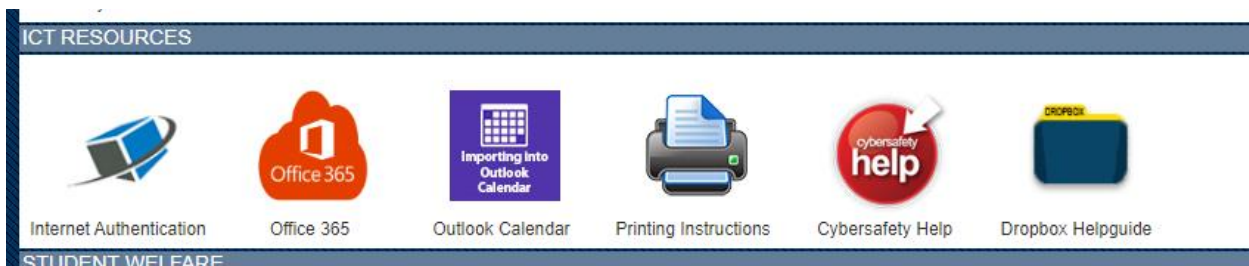 ICT RESOURCES
Office 365
Importing Into
Outlook
Calendar
cybersafety
help
DROPBOX
Internet Authentication
Office 365
Outlook Calendar
Printing Instructions
Cybersafety Help
Dropbox Helpguide
STUDENT WELFARE